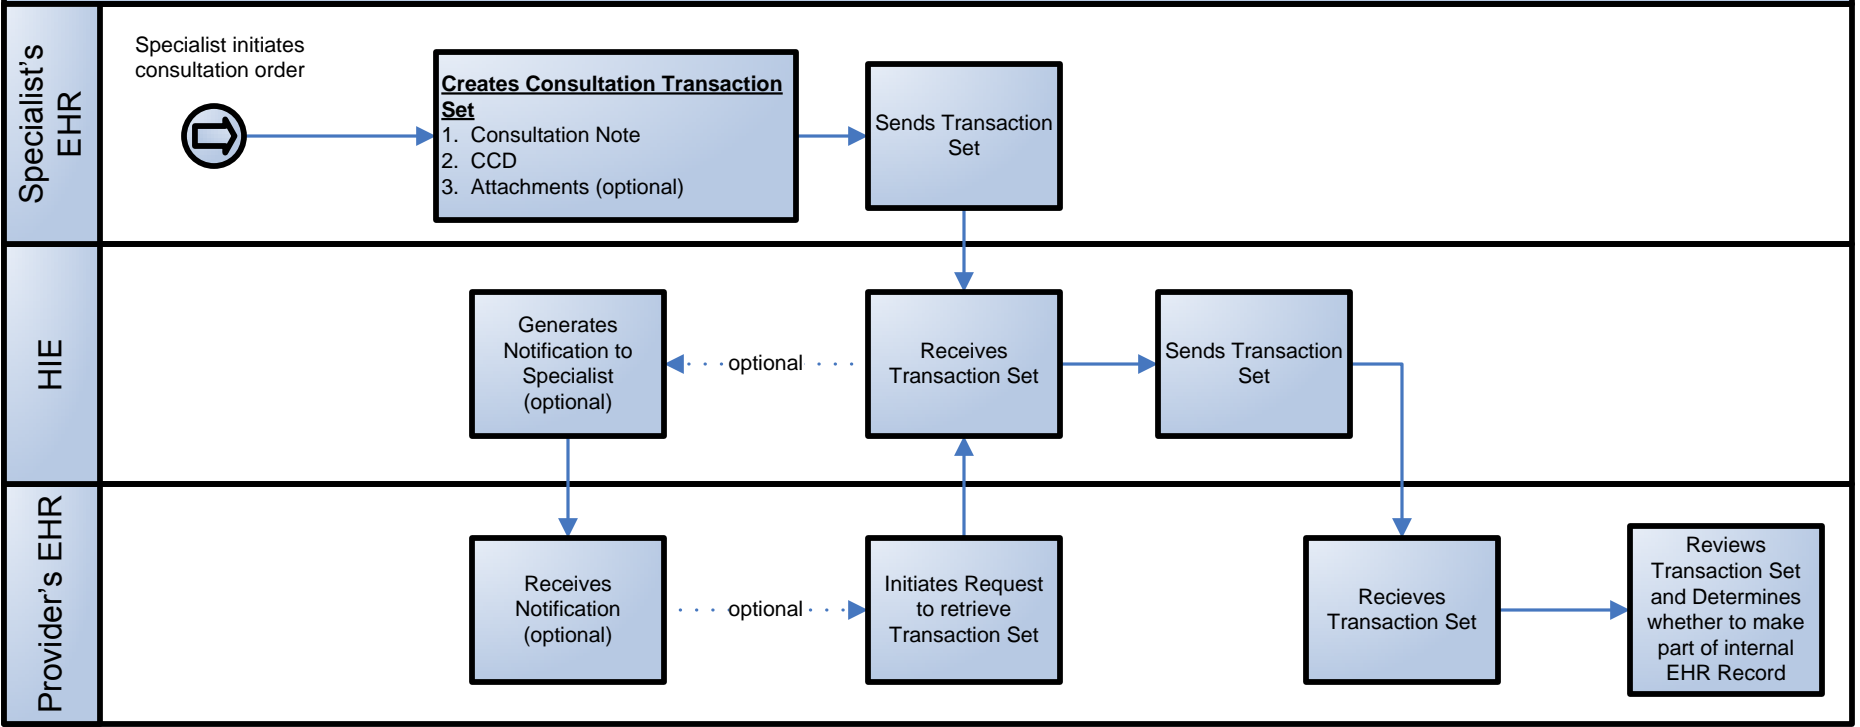 Specialist's
EHR
Specialist initiates
consultation order
Creates Consultation Transaction
Set
1. Consultation Note
2. CCD
3. Attachments (optional)
Sends Transaction
Set
HIE
Generates
Notification to
Specialist
(optional)
optional
Receives
Transaction Set
Sends Transaction
Set
Provider's EHR
Receives
Notification
(optional)
optional
Initiates Request
to retrieve
Transaction Set
Recieves
Transaction Set
Reviews
Transaction Set
and Determines
whether to make
part of internal
EHR Record